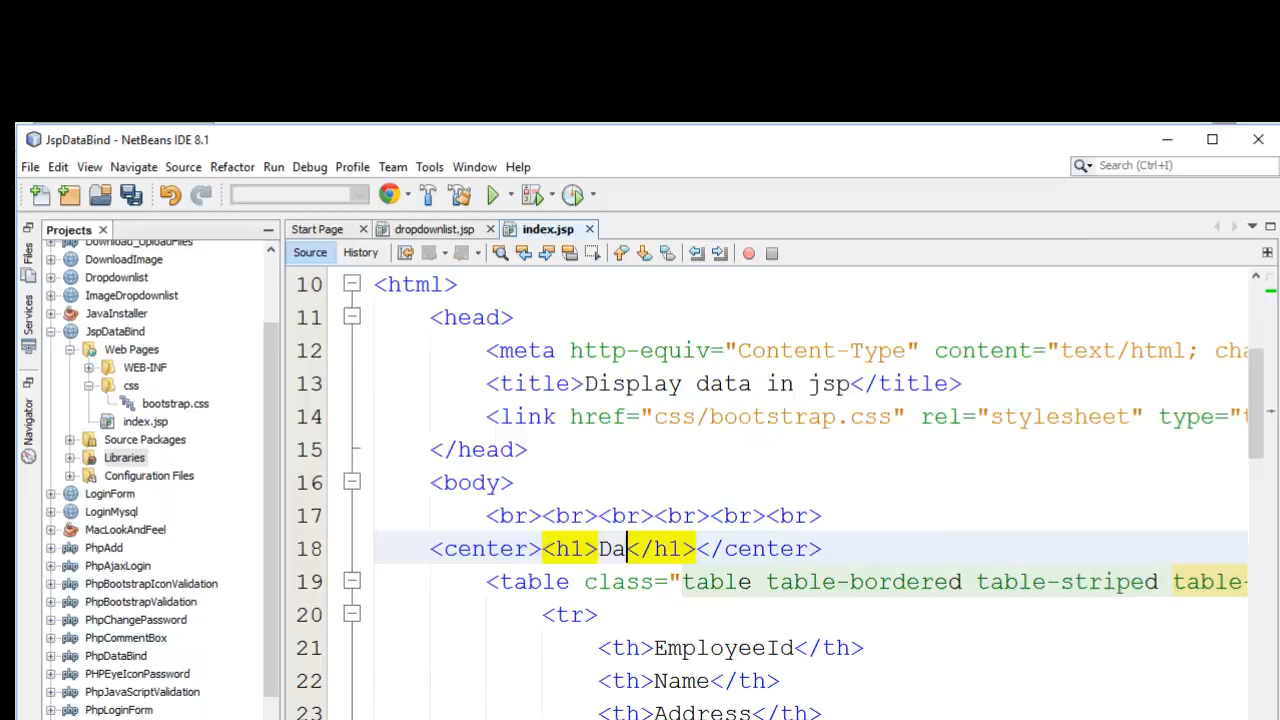 JspDataBind - NetBeans IDE 8.1
File Edit View Navigate Source Refactor Run Debug Profile Team Tools Window Help
Search (Ctrl+I)
Projects
Start Page
dropdownlist.jsp
index.jsp
Files
Services
Navigator
Source History
Download_UploadFiles
DownloadImage
Dropdownlist
ImageDropdownlist
JavaInstaller
JspDataBind
Web Pages
WEB-INF
css
bootstrap.css
index.jsp
Source Packages
Libraries
Configuration Files
LoginForm
LoginMysql
MacLookAndFeel
PhpAdd
PhpAjaxLogin
PhpBootstrapIconValidation
PhpBootstrapValidation
PhpChangePassword
PhpCommentBox
PhpDataBind
PHPEyeIconPassword
PhpJavaScriptValidation
PhpLoginForm
10 <html>
11 <head>
12 <meta http-equiv="Content-Type" content="text/html; cha
13 <title>Display data in jsp</title>
14 <link href="css/bootstrap.css" rel="stylesheet" type="t
15 </head>
16 <body>
17 <br><br><br><br><br><br>
18 <center><h1>Da</h1></center>
19 <table class="table table-bordered table-striped table-
20 <tr>
21 <th>EmployeeId</th>
22 <th>Name</th>
23 <th>Address</th>